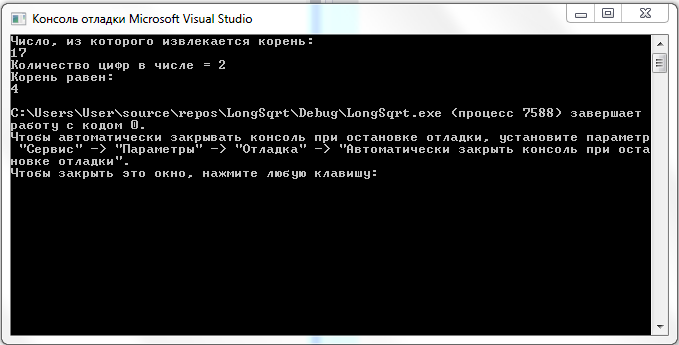 Консоль отладки Microsoft Visual Studio
Число, из которого извлекается корень:
17
Количество цифр в числе = 2
Корень равен:
4
C:\Users\User\source\repos\LongSqrt\Debug\LongSqrt.exe (процесс 7588) завершает
работу с кодом 0.
Чтобы автоматически закрывать консоль при остановке отладки, установите параметр
"Сервис" -> "Параметры" -> "Отладка" -> "Автоматически закрыть консоль при оста
новке отладки".
Чтобы закрыть это окно, нажмите любую клавишу: